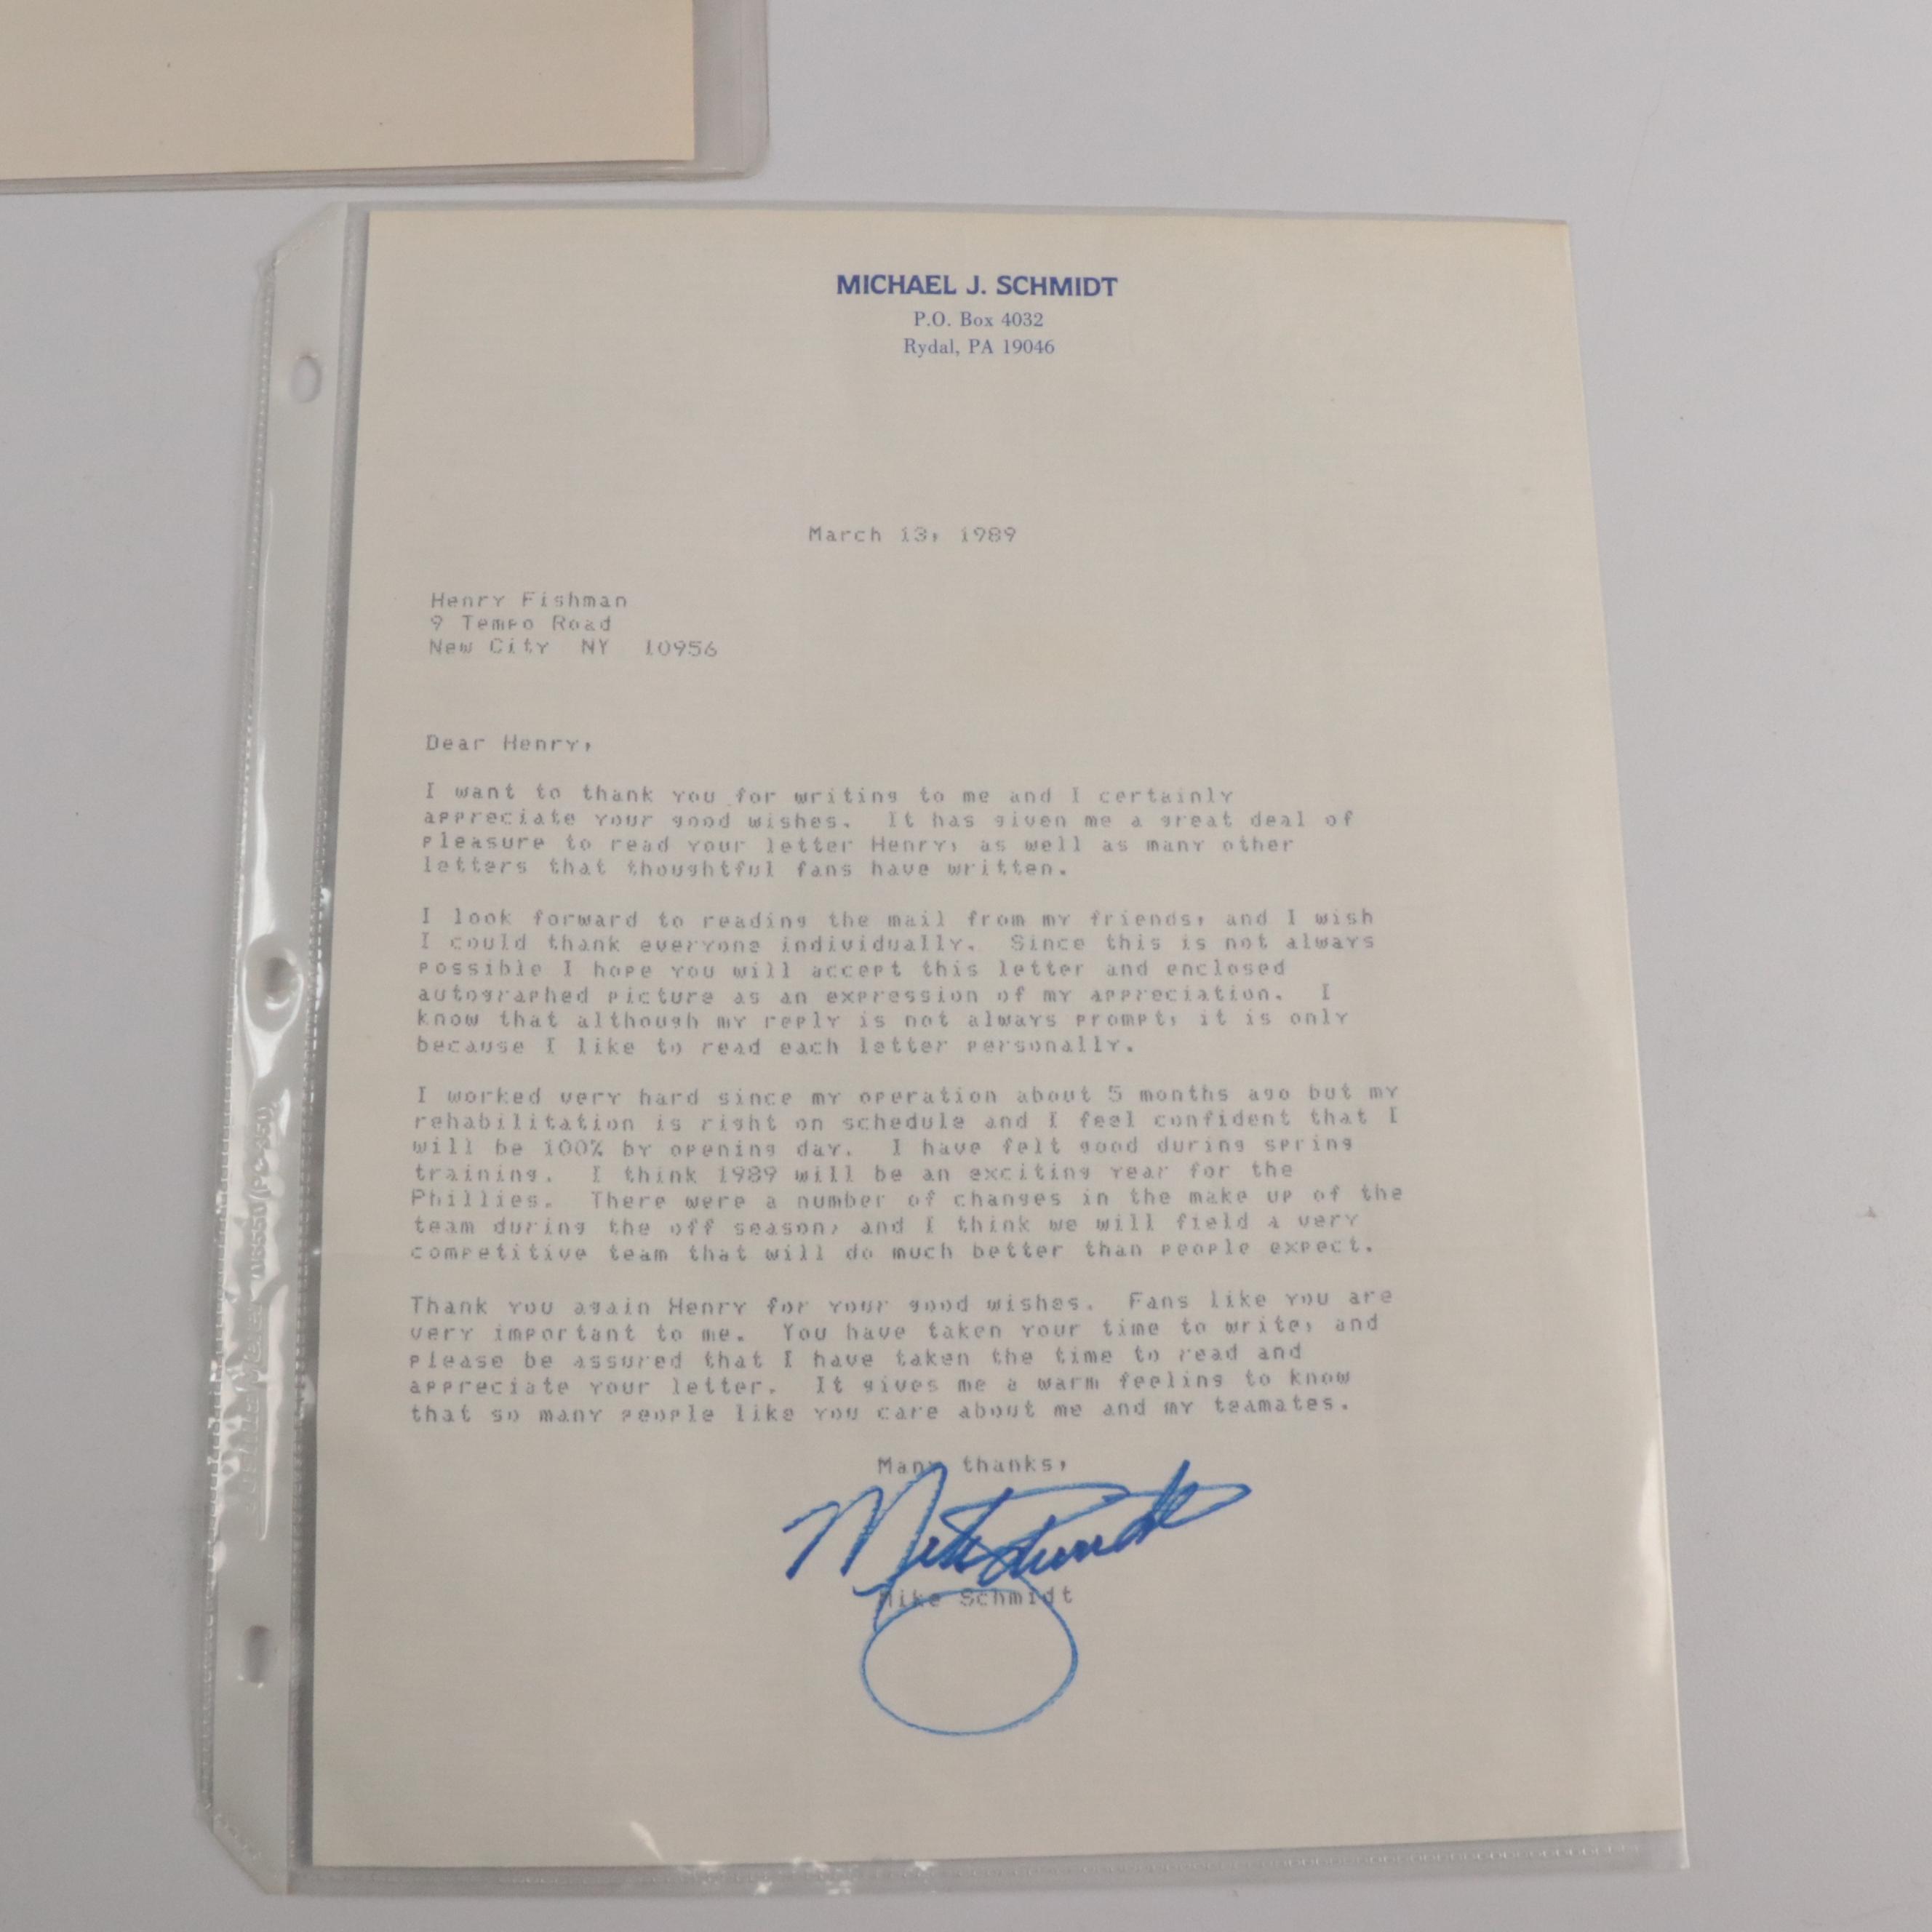 MICHAEL J. SCHMIDT
P.O. Box 4032
Rydal, PA 19046
March 13, 1989
Henry Fishman
9 Tempo Road
New City NY 10956
Dear Henry,
I want to thank you for writing to me and I certainly
appreciate your good wishes. It has given me a great deal of
pleasure to read your letter Henry, as well as many other
letters that thoughtful fans have written.
I look forward to reading the mail from my friends, and I wish
I could thank everyone individually. Since this is not always
possible I hope you will accept this letter and enclosed
autographed picture as an expression of my appreciation. I
know that although my reply is not always prompt, it is only
because I like to read each letter personally.
I worked very hard since my operation about 5 months ago but my
rehabilitation is right on schedule and I feel confident that I
will be 100% by opening day. I have felt good during spring
training. I think 1989 will be an exciting year for the
Phillies. There were a number of changes in the make up of the
team during the off season, and I think we will field a very
competitive team that will do much better than people expect.
Thank you again Henry for your good wishes. Fans like you are
very important to me. You have taken your time to write, and
please be assured that I have taken the time to read and
appreciate your letter. It gives me a warm feeling to know
that so many people like you care about me and my teamates.
Many thanks,
Mike Schmidt
Mike Schmidt